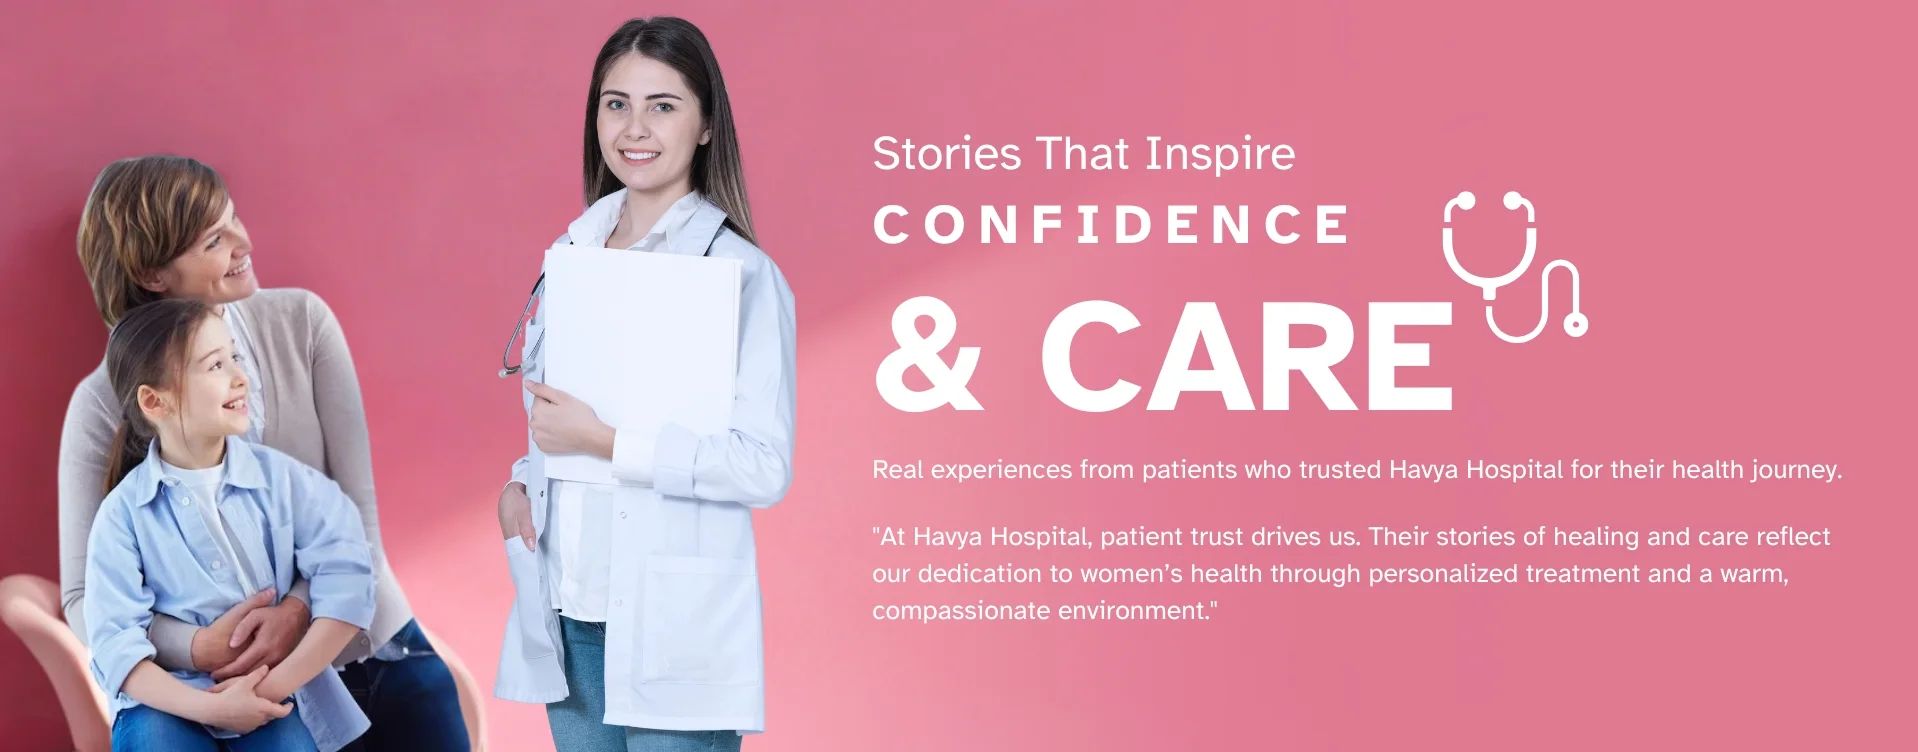 Stories That Inspire
CONFIDENCE
& CARE
Real experiences from patients who trusted Havya Hospital for their health journey.
"At Havya Hospital, patient trust drives us. Their stories of healing and care reflect
our dedication to women’s health through personalized treatment and a warm,
compassionate environment."